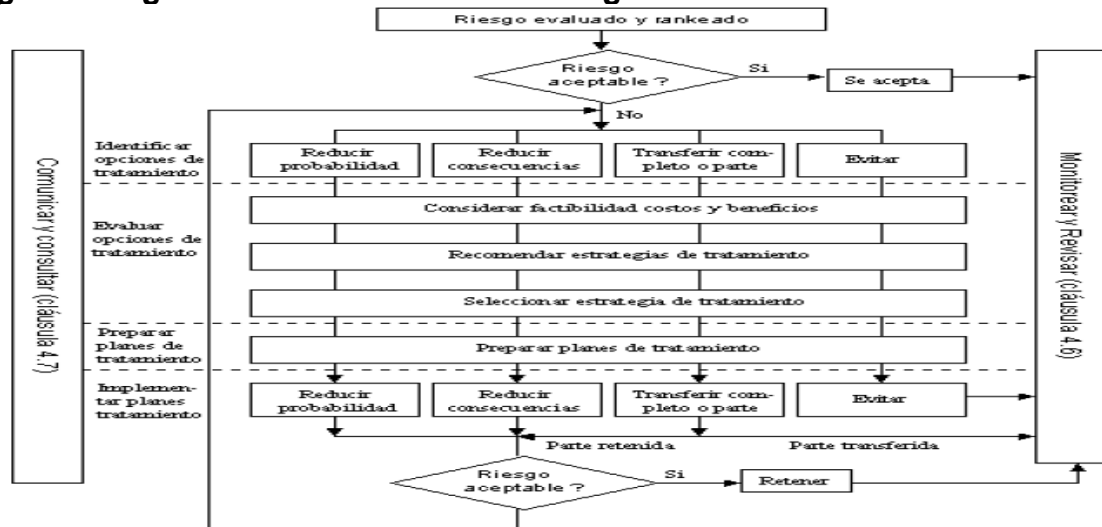 Riesgo evaluado y rankeado
Riesgo
aceptable ?
Si
Se acepta
No
Identificar
opciones de
tratamiento
Reducir
probabilidad
Reducir
consecuencias
Transferir com-
pleto o parte
Evitar
Comunicar y consultar (cláusula 4.7)
Monitorear y Revisar (cláusula 4.6)
Evaluar
opciones de
tratamiento
Considerar factibilidad costos y beneficios
Recomendar estrategias de tratamiento
Seleccionar estrategia de tratamiento
Preparar
planes de
tratamiento
Preparar planes de tratamiento
Implemen-
tar planes
tratamiento
Reducir
probabilidad
Reducir
consecuencias
Transferir com-
pleto o parte
Evitar
Parte retenida
Parte transferida
Riesgo
aceptable ?
Si
Retener